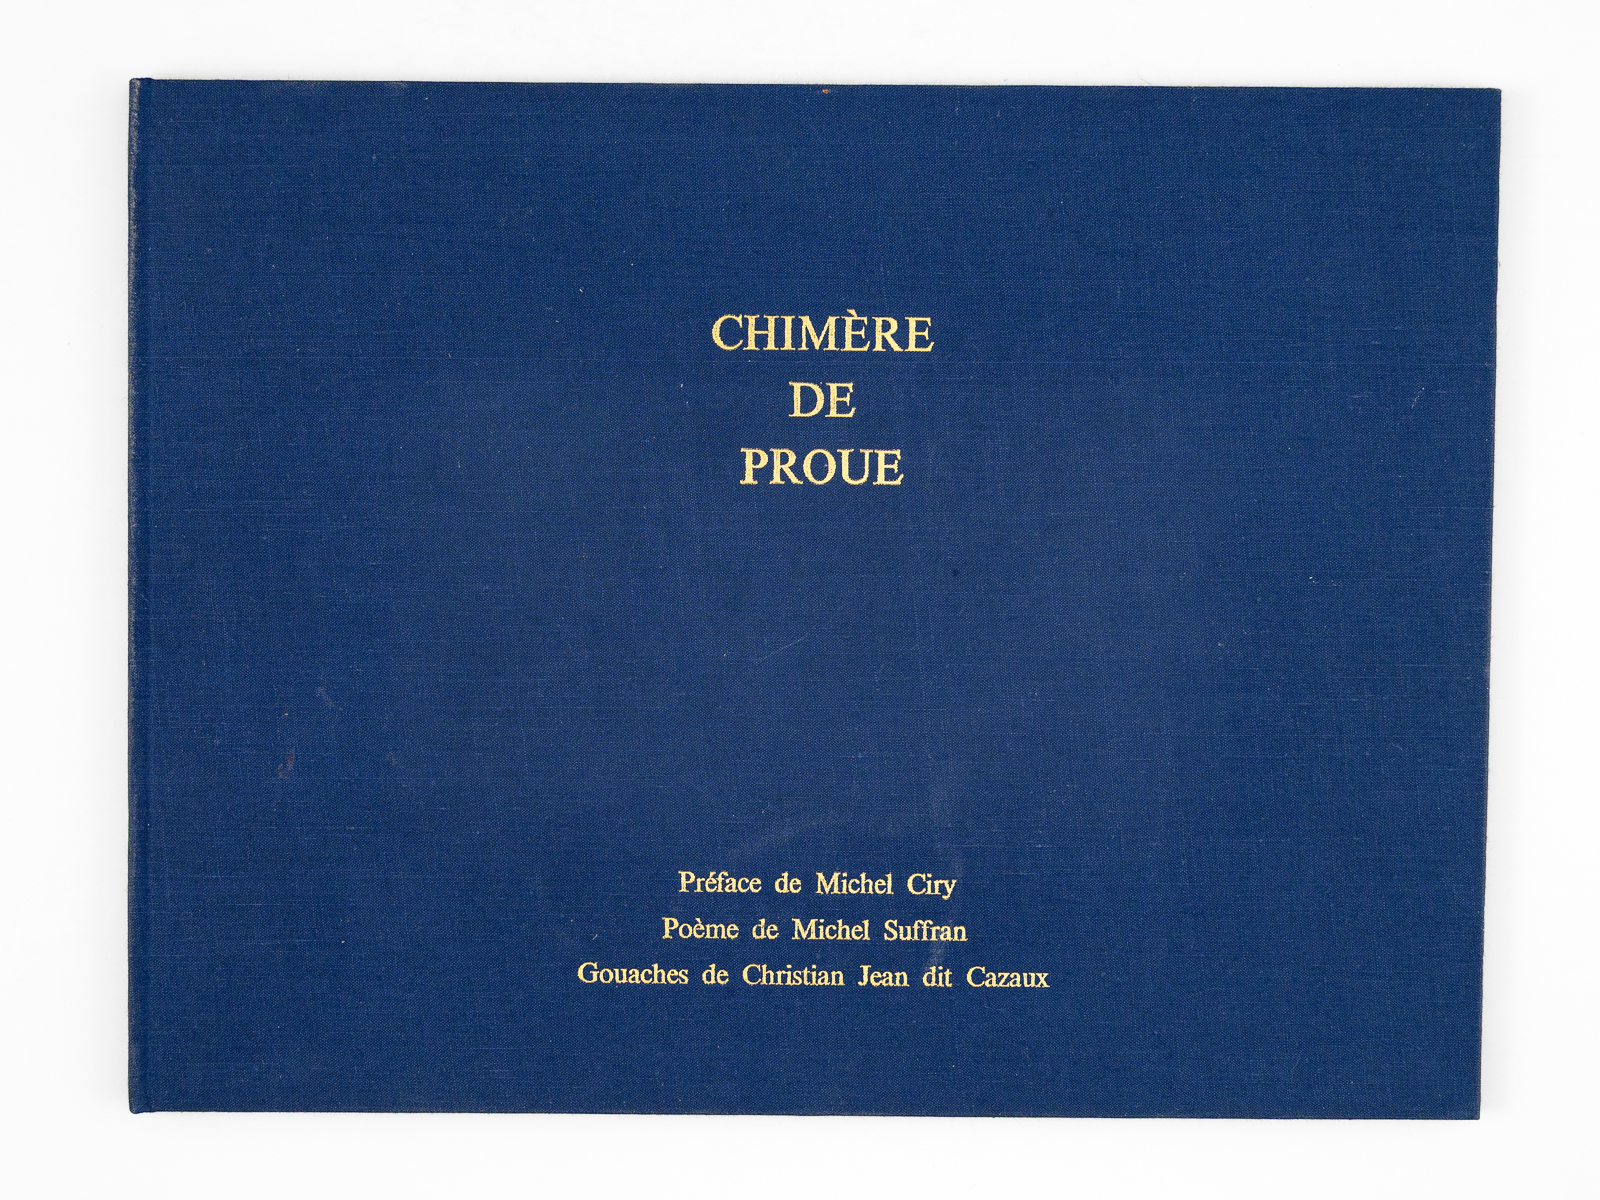 CHIMÈRE
DE
PROUE
Préface de Michel Ciry
Poème de Michel Suffran
Gouaches de Christian Jean dit Cazaux